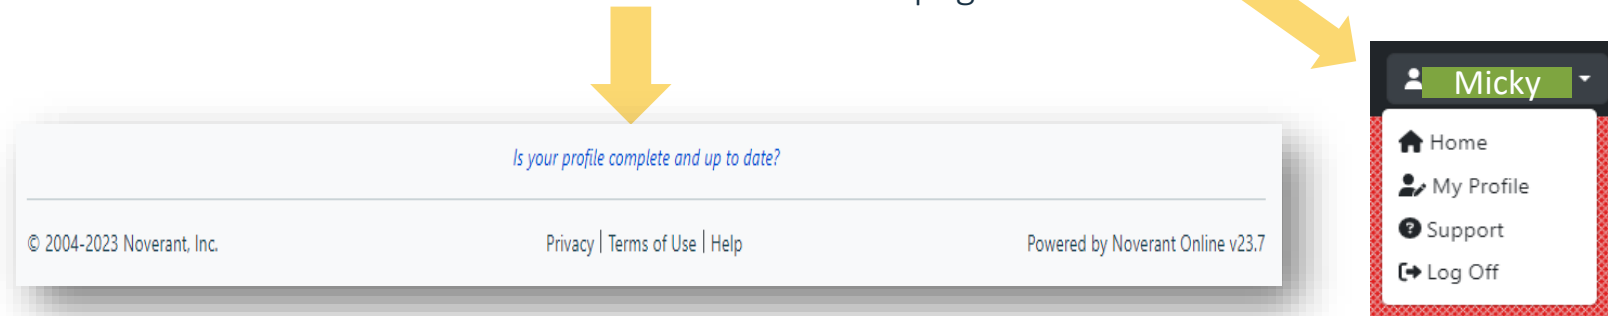 Micky
Is your profile complete and up to date?
© 2004-2023 Noverant, Inc.
Privacy | Terms of Use | Help
Powered by Noverant Online v23.7
Home
My Profile
Support
Log Off